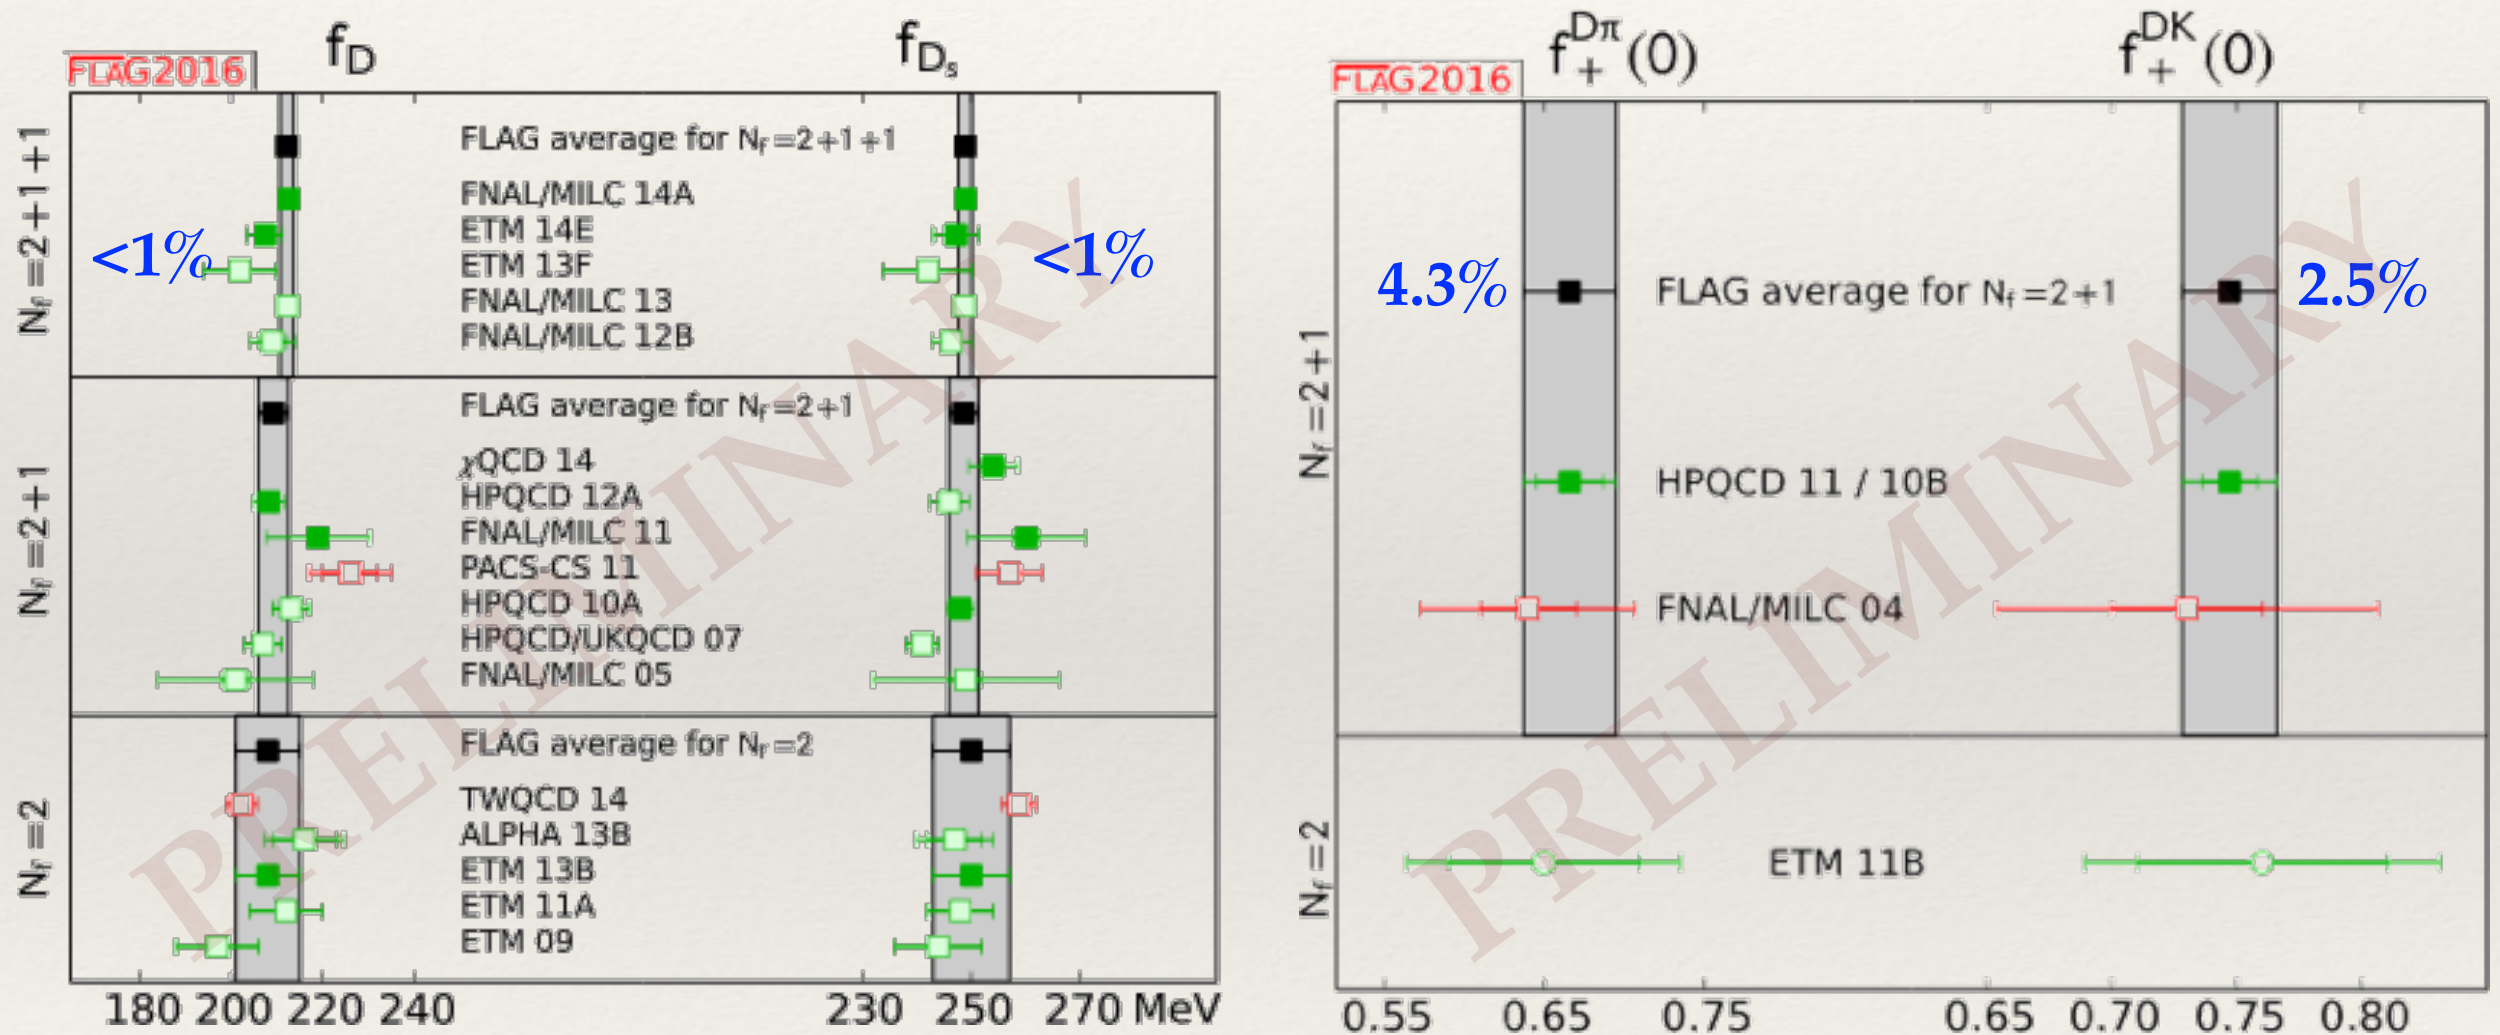 f_D
f_{D_s}
FLAG2016
N_f=2+1+1
FLAG average for N_f=2+1+1
FNAL/MILC 14A
ETM 14E
ETM 13F
FNAL/MILC 13
FNAL/MILC 12B
<1%
<1%
N_f=2+1
FLAG average for N_f=2+1
χQCD 14
HPQCD 12A
FNAL/MILC 11
PACS-CS 11
HPQCD 10A
HPQCD/UKQCD 07
FNAL/MILC 05
N_f=2
FLAG average for N_f=2
TWQCD 14
ALPHA 13B
ETM 13B
ETM 11A
ETM 09
180 200 220 240 230 250 270 MeV
PRELIMINARY
f_+^{Dπ}(0)
f_+^{DK}(0)
FLAG2016
N_f=2+1
4.3%
FLAG average for N_f=2+1
2.5%
HPQCD 11 / 10B
FNAL/MILC 04
N_f=2
ETM 11B
0.55 0.65 0.75 0.65 0.70 0.75 0.80
PRELIMINARY